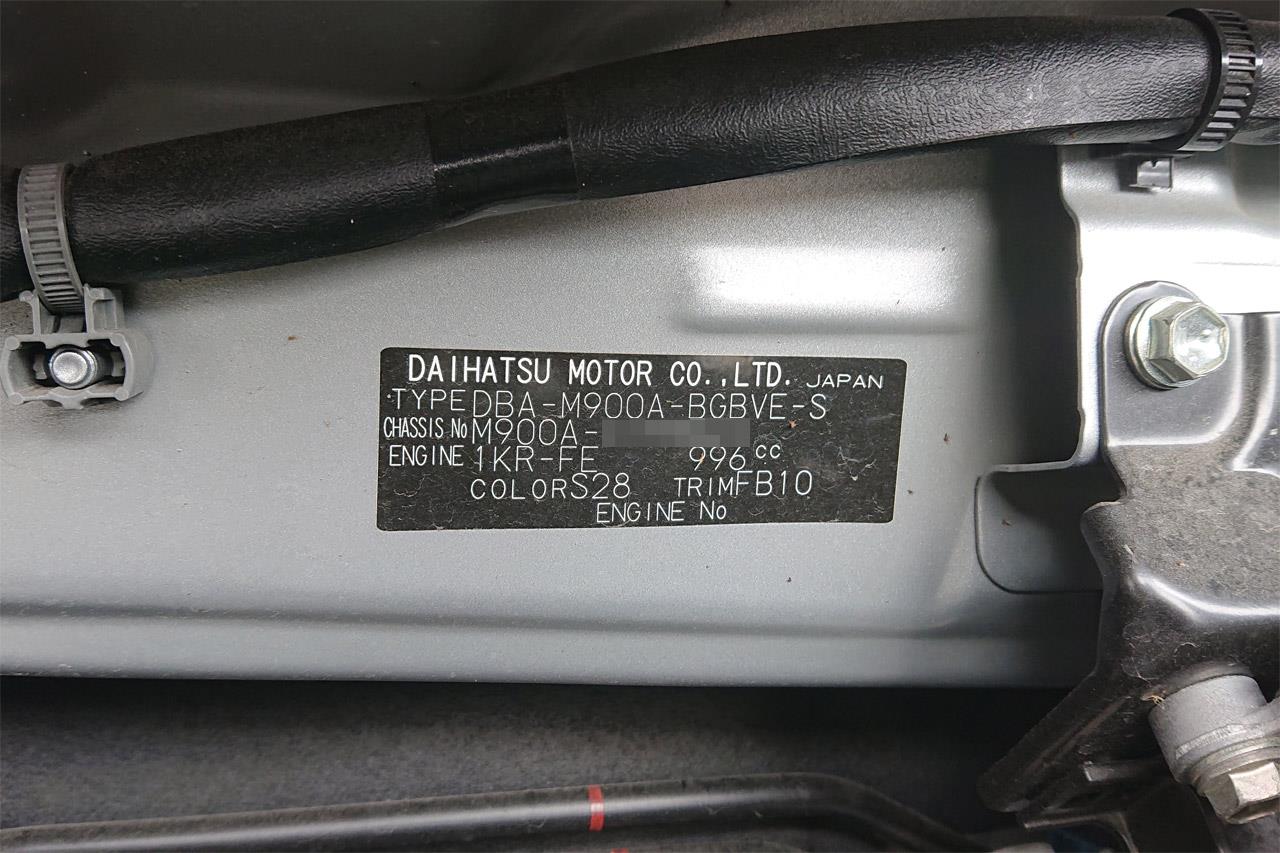 DAIHATSU MOTOR CO.,LTD. JAPAN
TYPE DBA-M900A-BGBVE-S
CHASSIS No M900A-
ENGINE 1KR-FE 996cc
COLOR S28 TRIM FB10
ENGINE No